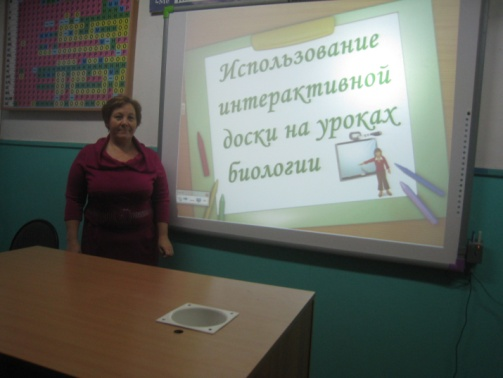 Использование
интерактивной
доски на уроках
биологии